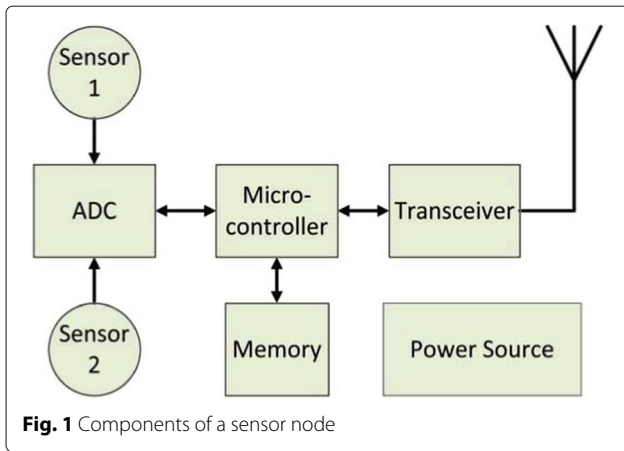 Sensor
1
ADC
Micro-
controller
Transceiver
Sensor
2
Memory
Power Source
Fig. 1 Components of a sensor node